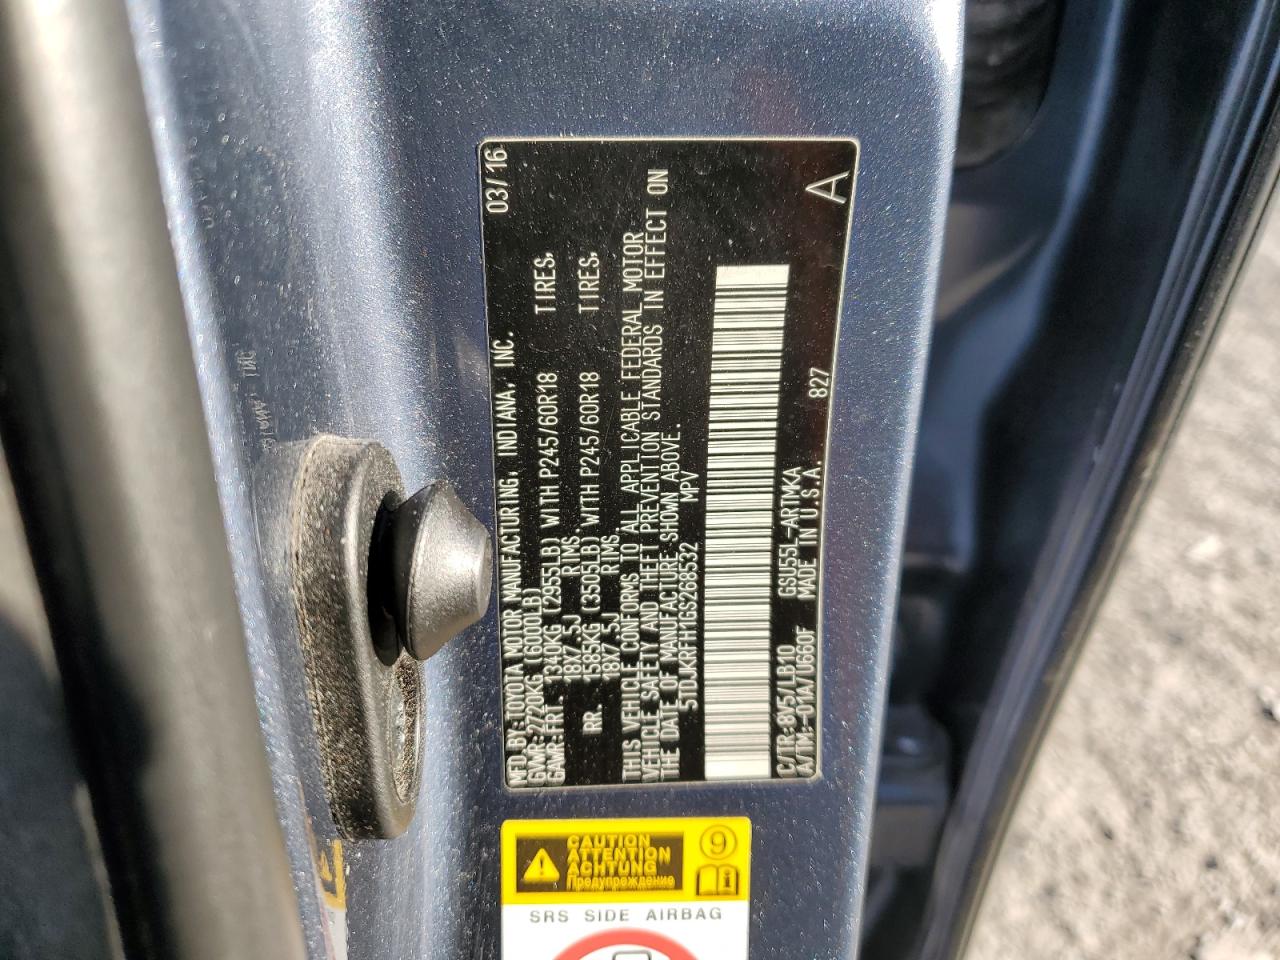 MFD.BY:TOYOTA MOTOR MANUFACTURING, INDIANA, INC. 03/16
GVWR:2720KG (6000LB)
GAWR:FRT. 1340KG (2955LB) WITH P245/60R18 TIRES,
18X7.5J RIMS
RR. 1585KG (3505LB) WITH P245/60R18 TIRES,
18X7.5J RIMS
THIS VEHICLE CONFORMS TO ALL APPLICABLE FEDERAL MOTOR
VEHICLE SAFETY AND THEFT PREVENTION STANDARDS IN EFFECT ON
THE DATE OF MANUFACTURE SHOWN ABOVE.
5TDJKRFH1GS268532 MPV
C/TR:8V5/LB10 GSU55L-ARTMKA
A/TM:-01A/U660F MADE IN U.S.A. 827 A
CAUTION
ATTENTION
ACHTUNG
Предупреждение
9
SRS SIDE AIRBAG